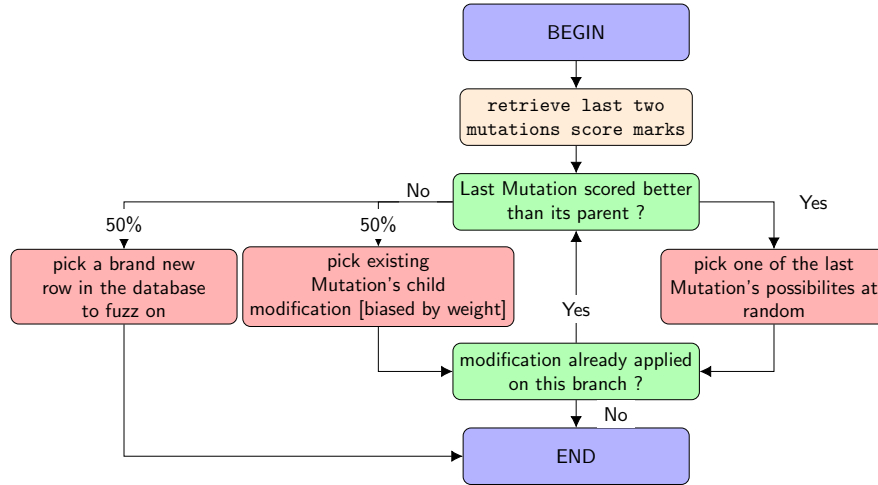 BEGIN
retrieve last two
mutations score marks
Last Mutation scored better
than its parent ?
No
Yes
50%
50%
pick a brand new
row in the database
to fuzz on
pick existing
Mutation's child
modification [biased by weight]
pick one of the last
Mutation's possibilites at
random
Yes
modification already applied
on this branch ?
No
END